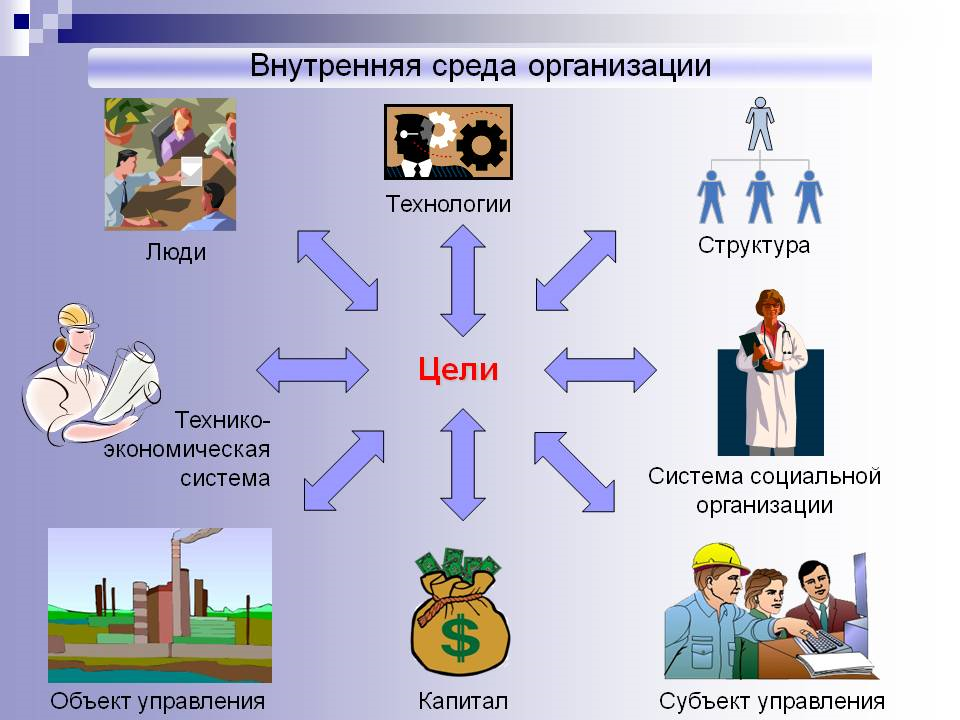 Внутренняя среда организации
Люди
Технологии
Структура
Цели
Технико-
экономическая
система
Система социальной
организации
$
Объект управления
Капитал
Субъект управления